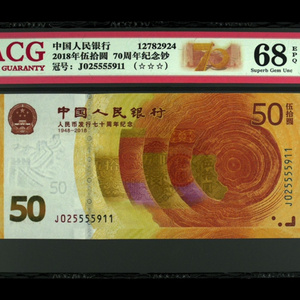 ACG
GUARANTY
中国人民银行 12782924
2018年伍拾圆 70周年纪念钞
冠号: J025555911 (☆☆☆)
70
68 EPQ
Superb Gem Unc
中国人民银行
人民币发行七十周年纪念
1948-2018
50 伍拾圆
50
J025555911